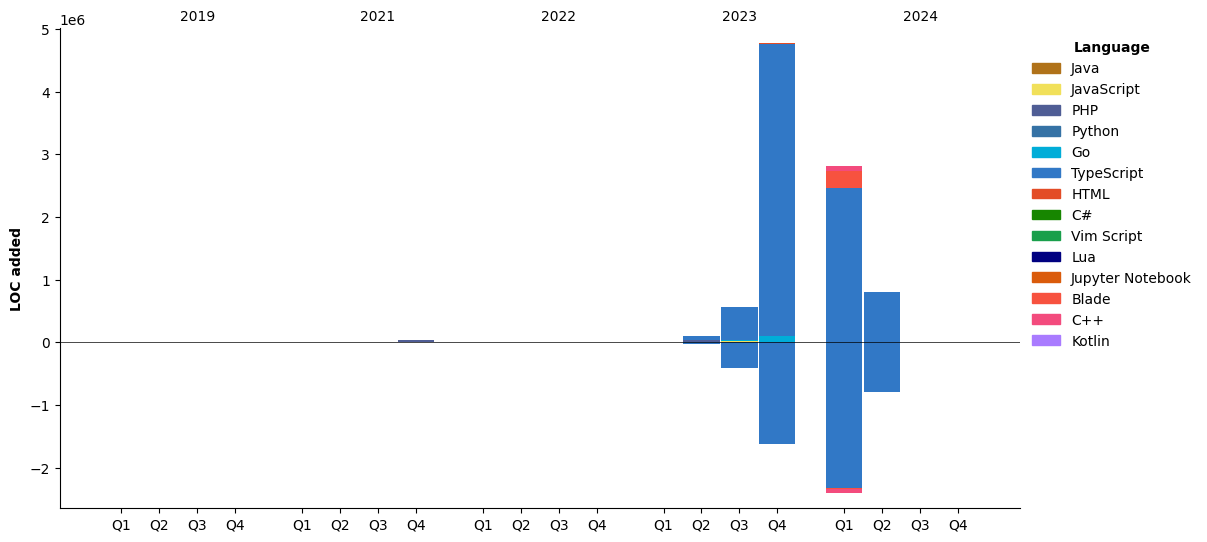 2019 2021 2022 2023 2024
1e6
5
4
3
2
1
0
−1
−2
LOC added
Q1 Q2 Q3 Q4 Q1 Q2 Q3 Q4 Q1 Q2 Q3 Q4 Q1 Q2 Q3 Q4 Q1 Q2 Q3 Q4
Language
Java
JavaScript
PHP
Python
Go
TypeScript
HTML
C#
Vim Script
Lua
Jupyter Notebook
Blade
C++
Kotlin